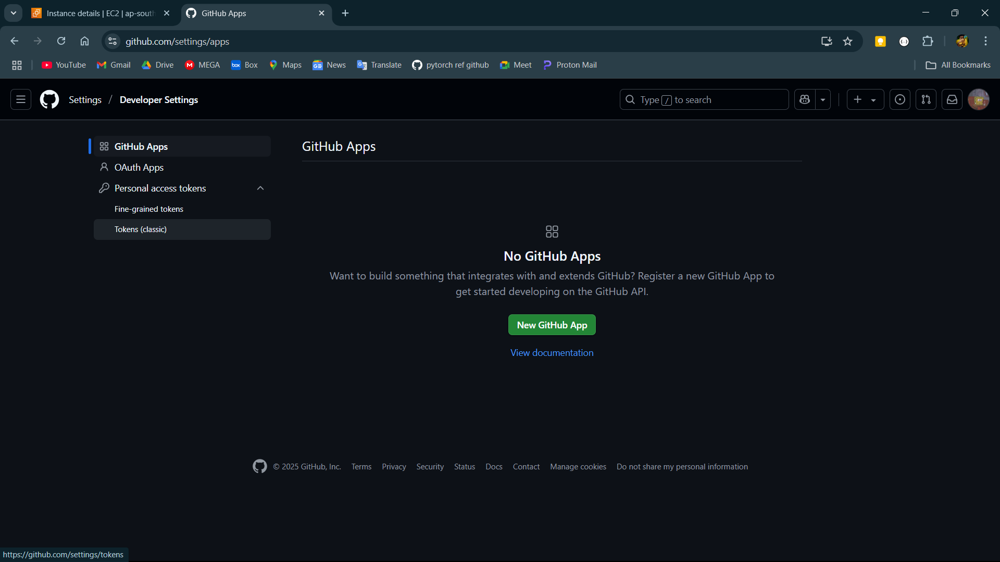 Instance details | EC2 | ap-south
GitHub Apps
github.com/settings/apps
YouTube
Gmail
Drive
MEGA
box Box
Maps
News
Translate
pytorch ref github
Meet
Proton Mail
All Bookmarks
Settings / Developer Settings
Type / to search
GitHub Apps
OAuth Apps
Personal access tokens
Fine-grained tokens
Tokens (classic)
GitHub Apps
No GitHub Apps
Want to build something that integrates with and extends GitHub? Register a new GitHub App to
get started developing on the GitHub API.
New GitHub App
View documentation
© 2025 GitHub, Inc.
Terms
Privacy
Security
Status
Docs
Contact
Manage cookies
Do not share my personal information
https://github.com/settings/tokens